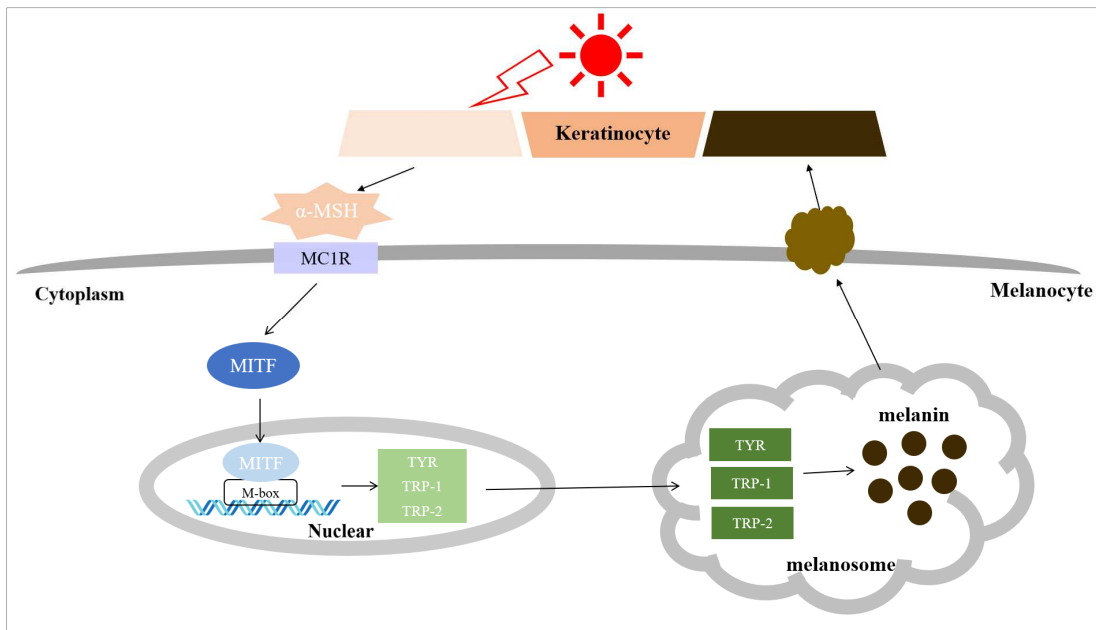 Keratinocyte
α-MSH
MC1R
Cytoplasm
Melanocyte
MITF
MITF
M-box
Nuclear
TYR
TRP-1
TRP-2
TYR
TRP-1
TRP-2
melanin
melanosome